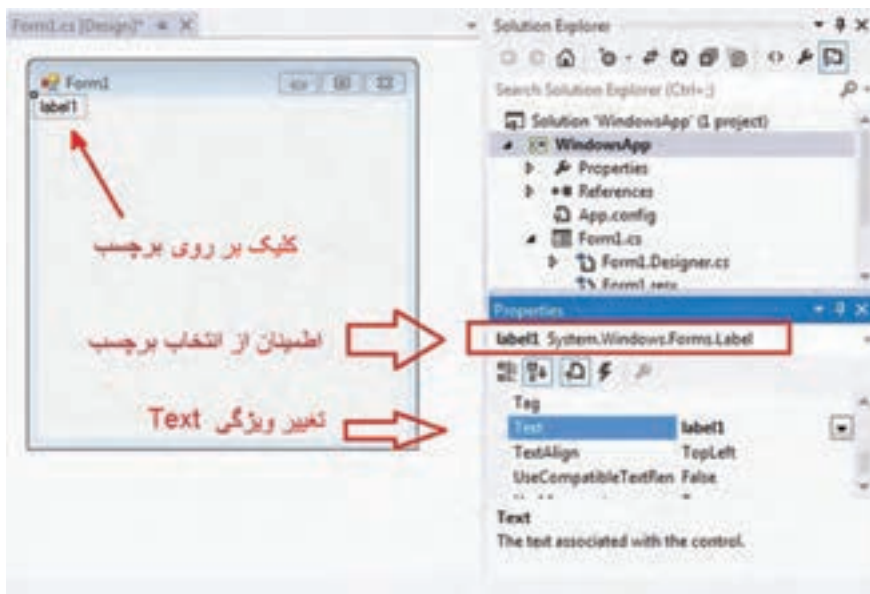 Form1.cs [Design]*
Form1
label1
کلیک بر روی برچسب
اطمینان از انتخاب برچسب
تغییر ویژگی Text
Solution Explorer
Search Solution Explorer (Ctrl+;)
Solution 'WindowsApp' (1 project)
WindowsApp
Properties
References
App.config
Form1.cs
Form1.Designer.cs
Form1.resx
Properties
label1 System.Windows.Forms.Label
Tag
Text label1
TextAlign TopLeft
UseCompatibleTextRen False
Text
The text associated with the control.